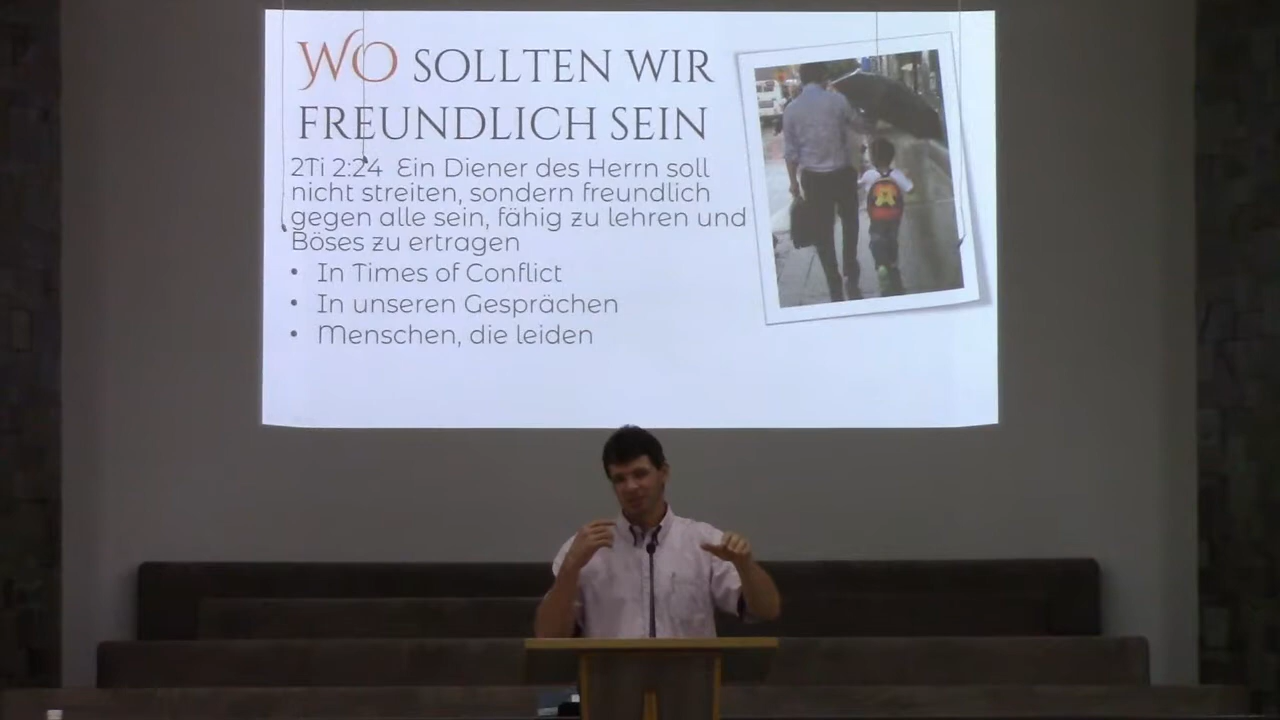 WO SOLLTEN WIR
FREUNDLICH SEIN
2Ti 2:24 Ein Diener des Herrn soll
nicht streiten, sondern freundlich
gegen alle sein, fähig zu lehren und
Böses zu ertragen
• In Times of Conflict
• In unseren Gesprächen
• Menschen, die leiden